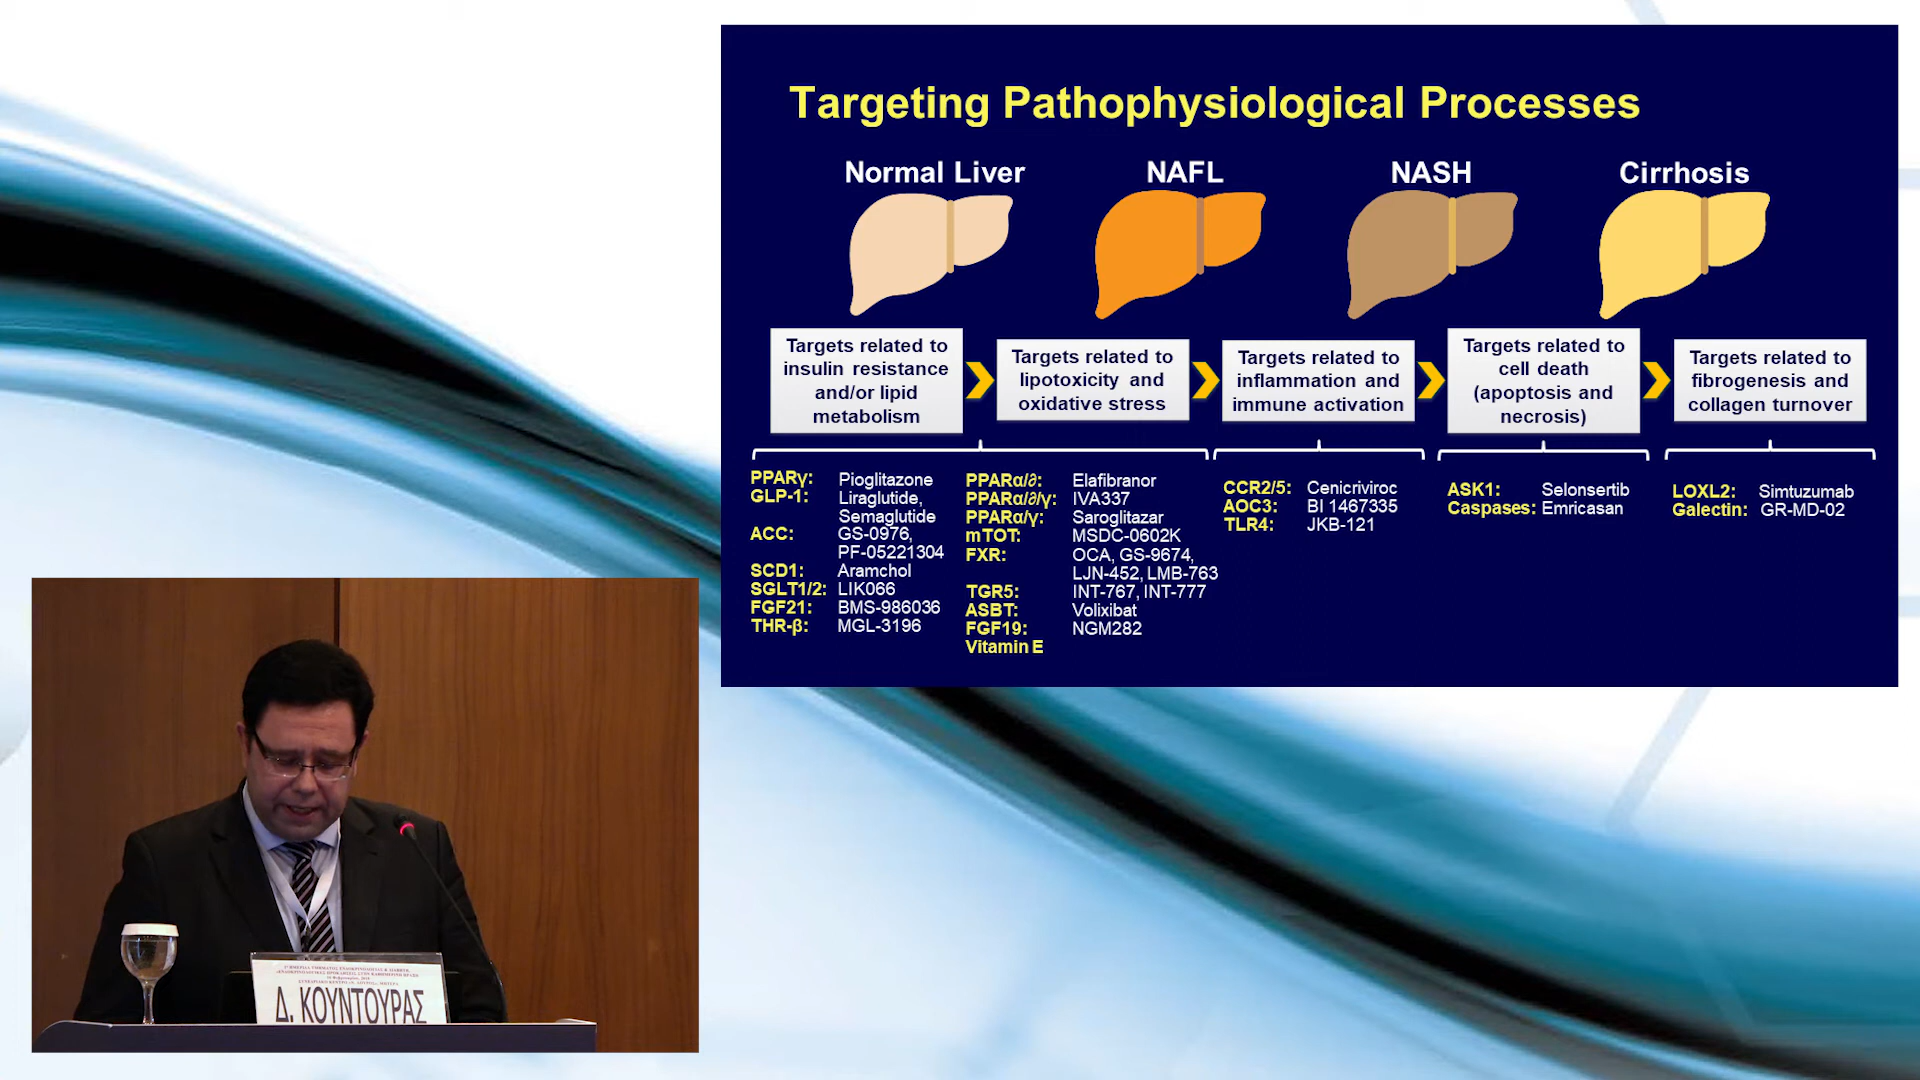 Targeting Pathophysiological Processes
Normal Liver
NAFL
NASH
Cirrhosis
Targets related to
insulin resistance
and/or lipid
metabolism
Targets related to
lipotoxicity and
oxidative stress
Targets related to
inflammation and
immune activation
Targets related to
cell death
(apoptosis and
necrosis)
Targets related to
fibrogenesis and
collagen turnover
PPARγ: Pioglitazone
GLP-1: Liraglutide,
Semaglutide
ACC: GS-0976,
PF-05221304
SCD1: Aramchol
SGLT1/2: LIK066
FGF21: BMS-986036
THR-β: MGL-3196
PPARα/∂: Elafibranor
PPARα/∂/γ: IVA337
PPARα/γ: Saroglitazar
mTOT: MSDC-0602K
FXR: OCA, GS-9674,
LJN-452, LMB-763
TGR5: INT-767, INT-777
ASBT: Volixibat
FGF19: NGM282
Vitamin E
CCR2/5: Cenicriviroc
AOC3: BI 1467335
TLR4: JKB-121
ASK1: Selonsertib
Caspases: Emricasan
LOXL2: Simtuzumab
Galectin: GR-MD-02
Δ. ΚΟΥΝΤΟΥΡΑΣ